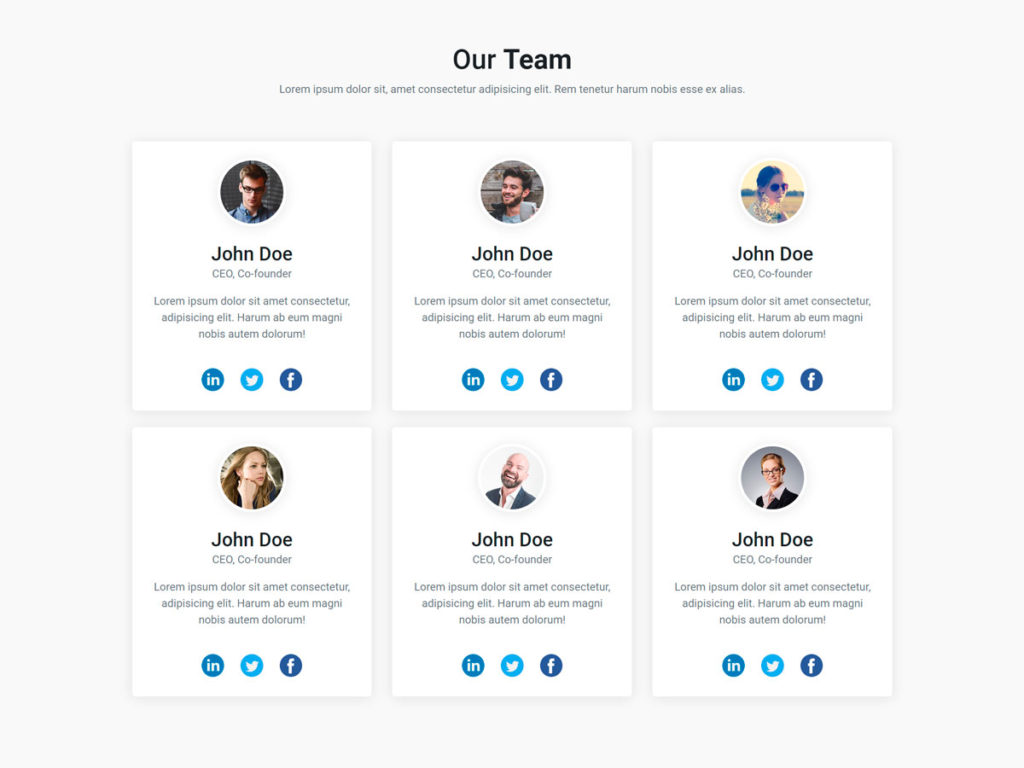 Our Team
Lorem ipsum dolor sit, amet consectetur adipisicing elit. Rem tenetur harum nobis esse ex alias.
John Doe
CEO, Co-founder
Lorem ipsum dolor sit amet consectetur,
adipisicing elit. Harum ab eum magni
nobis autem dolorum!
in f
John Doe
CEO, Co-founder
Lorem ipsum dolor sit amet consectetur,
adipisicing elit. Harum ab eum magni
nobis autem dolorum!
in f
John Doe
CEO, Co-founder
Lorem ipsum dolor sit amet consectetur,
adipisicing elit. Harum ab eum magni
nobis autem dolorum!
in f
John Doe
CEO, Co-founder
Lorem ipsum dolor sit amet consectetur,
adipisicing elit. Harum ab eum magni
nobis autem dolorum!
in f
John Doe
CEO, Co-founder
Lorem ipsum dolor sit amet consectetur,
adipisicing elit. Harum ab eum magni
nobis autem dolorum!
in f
John Doe
CEO, Co-founder
Lorem ipsum dolor sit amet consectetur,
adipisicing elit. Harum ab eum magni
nobis autem dolorum!
in f